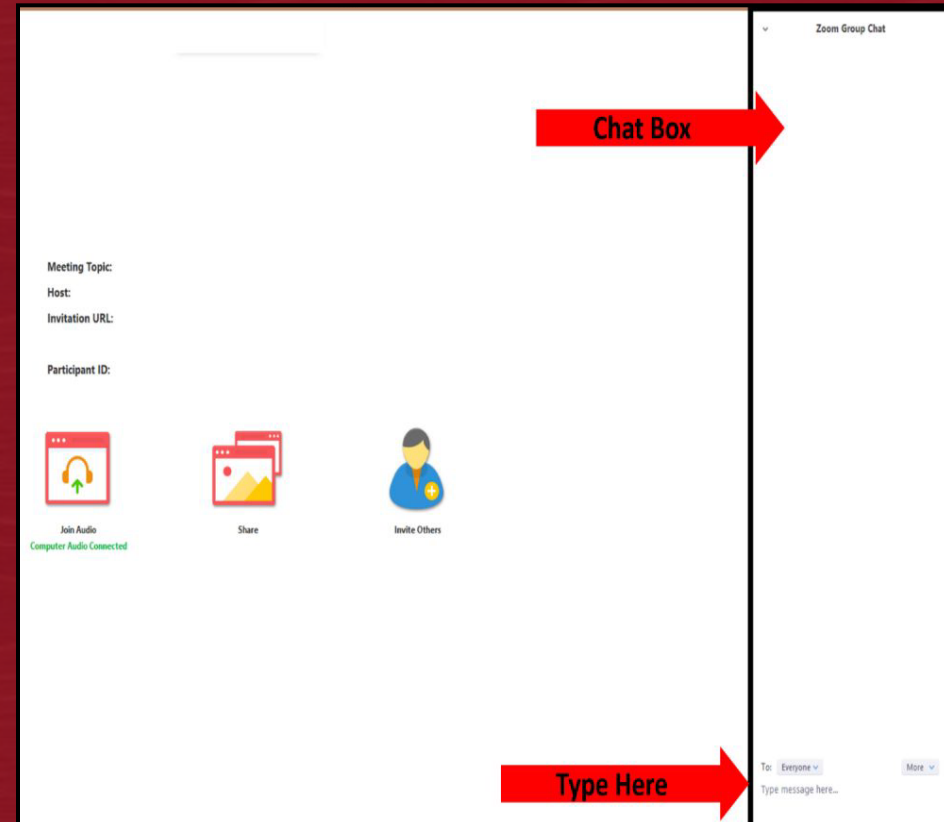 Zoom Group Chat
Chat Box
Meeting Topic:
Host:
Invitation URL:
Participant ID:
Join Audio
Share
Invite Others
Computer Audio Connected
To: Everyone
More
Type message here...
Type Here